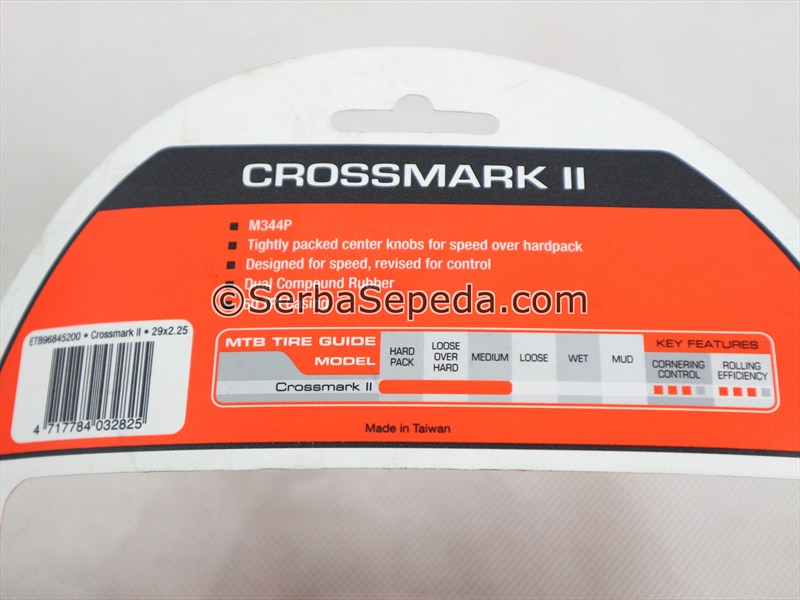 CROSSMARK II
■ M344P
■ Tightly packed center knobs for speed over hardpack
■ Designed for speed, revised for control
■ Dual Compound Rubber
©SerbaSepeda.com
ETB96845200 • Crossmark II • 29x2.25
4 717784 032825
MTB TIRE GUIDE
MODEL
HARD PACK
LOOSE OVER HARD
MEDIUM
LOOSE
WET
MUD
KEY FEATURES
CORNERING CONTROL
ROLLING EFFICIENCY
Crossmark II
Made in Taiwan